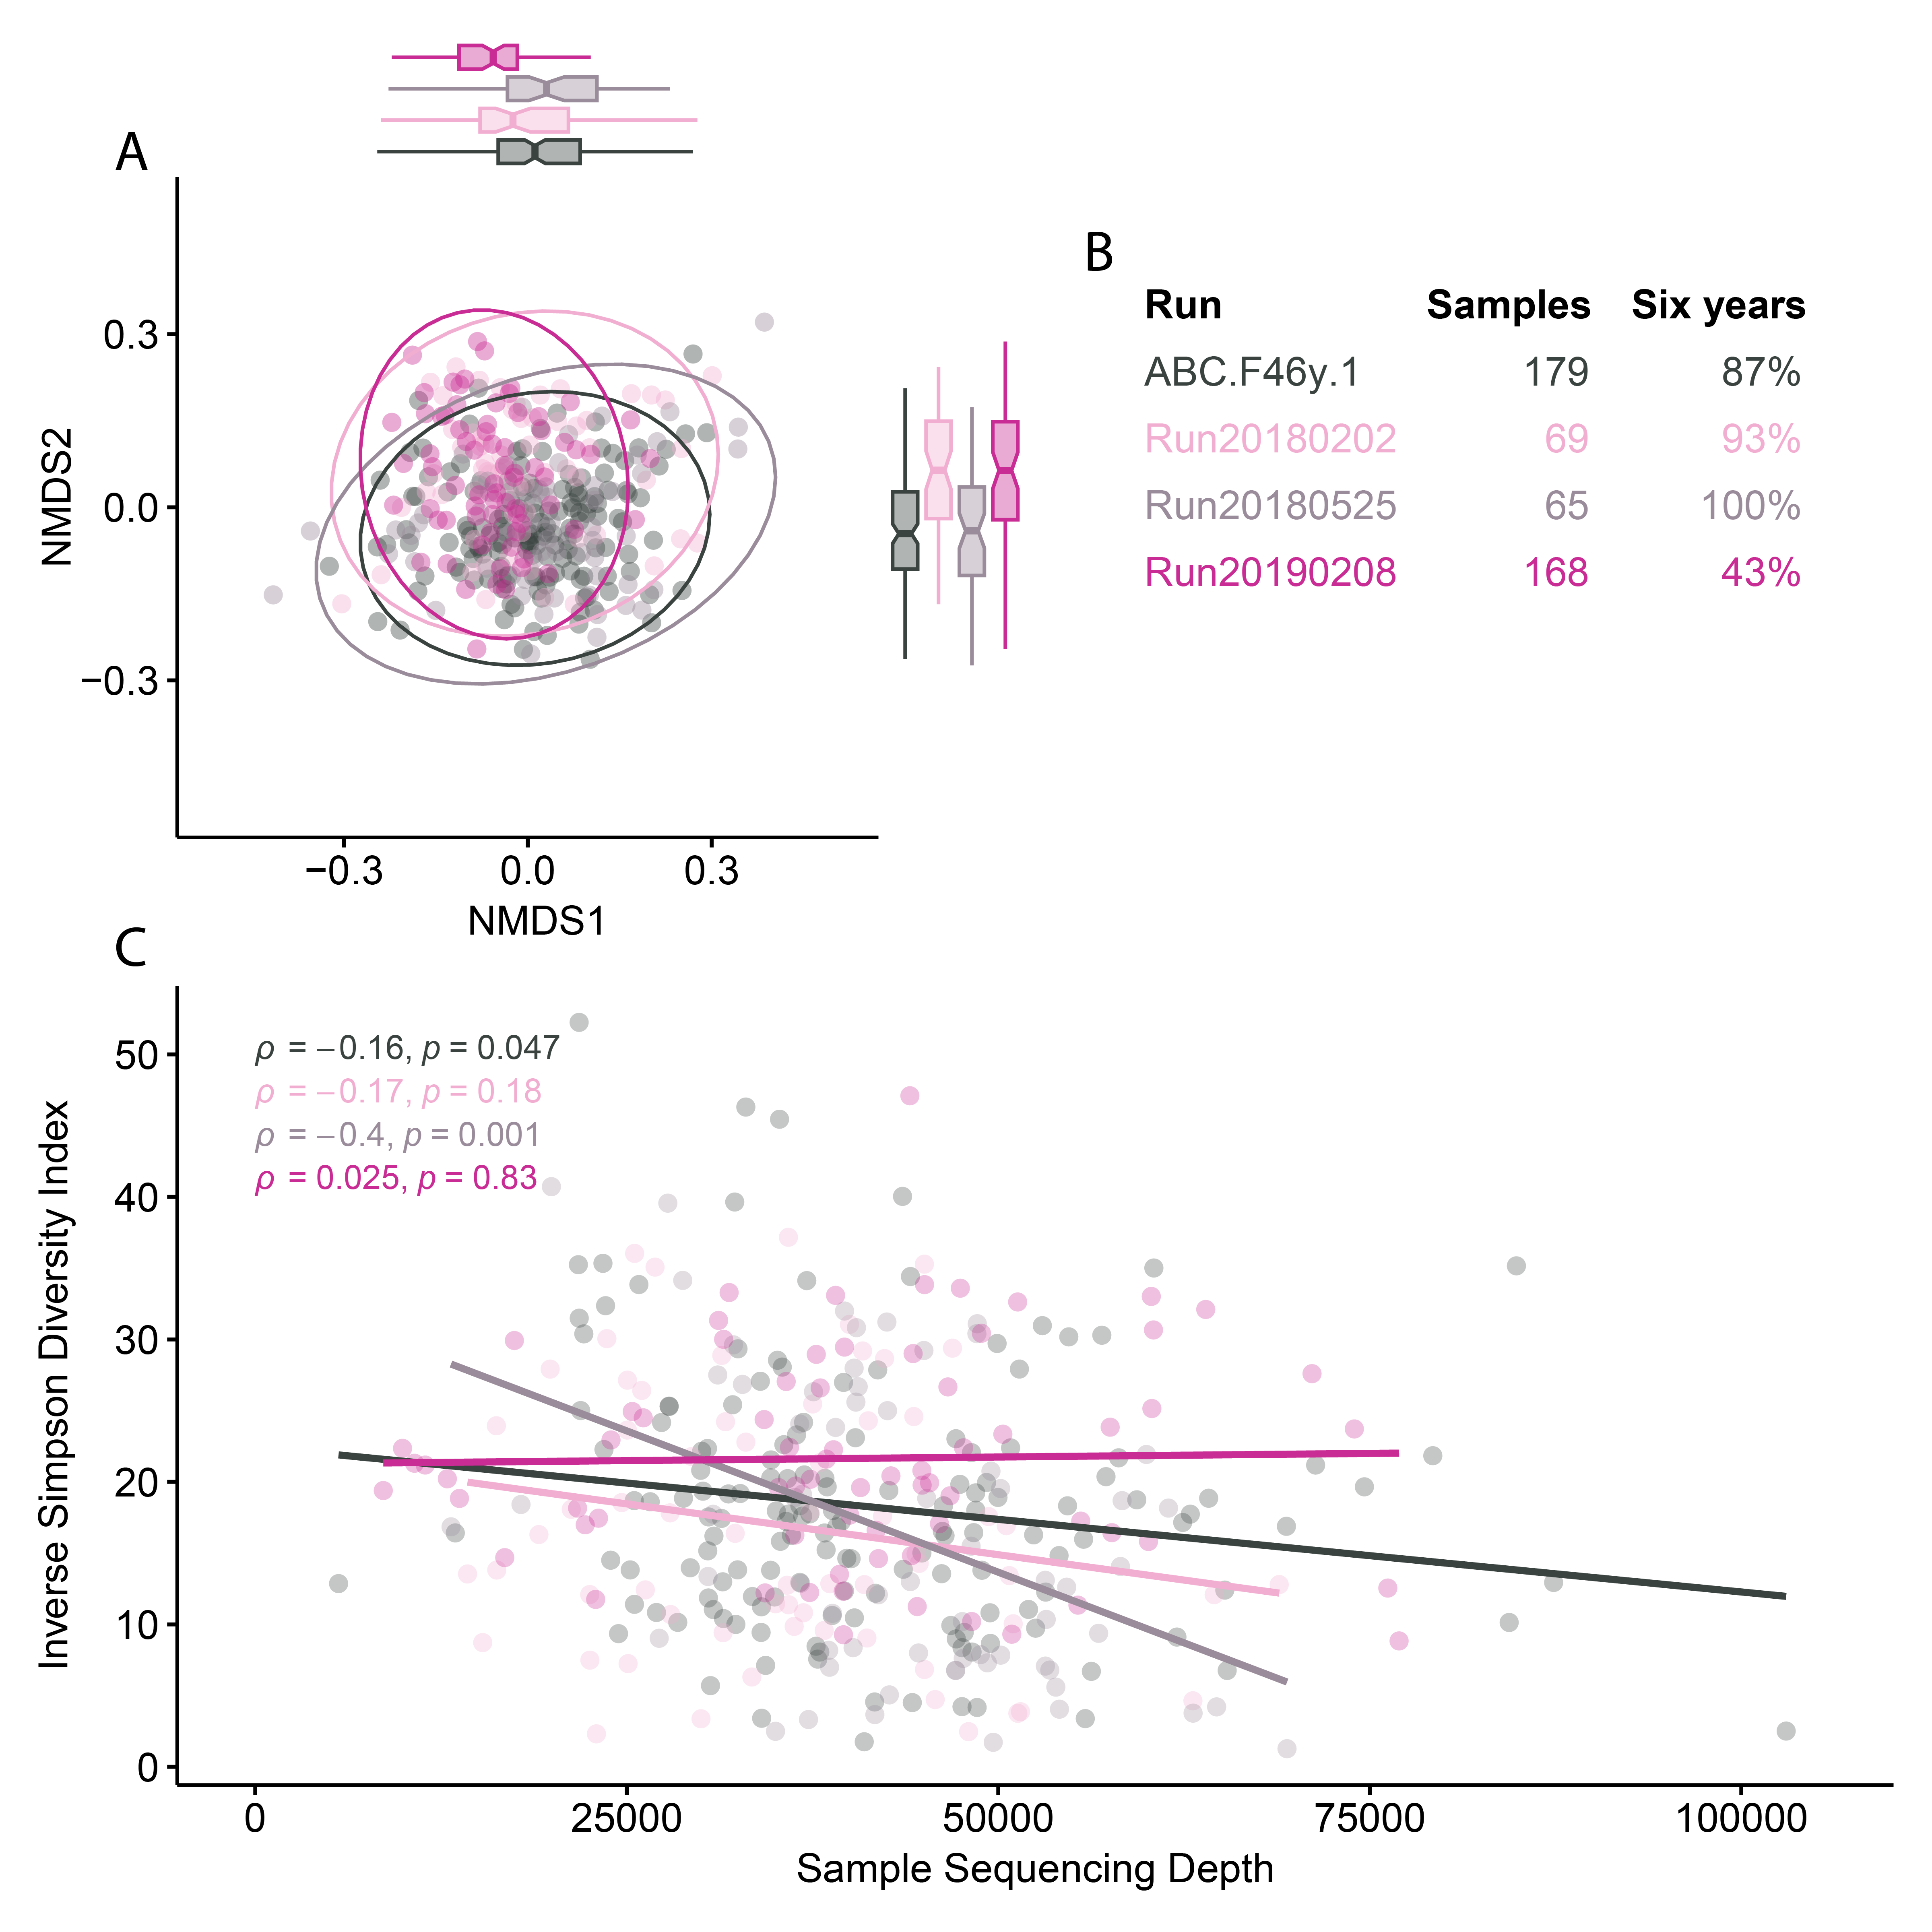 A
0.3
0.0
−0.3
NMDS2
−0.3 0.0 0.3
NMDS1
B
Run Samples Six years
ABC.F46y.1 179 87%
Run20180202 69 93%
Run20180525 65 100%
Run20190208 168 43%
C
ρ = −0.16, p = 0.047
ρ = −0.17, p = 0.18
ρ = −0.4, p = 0.001
ρ = 0.025, p = 0.83
50
40
30
20
10
0
Inverse Simpson Diversity Index
0 25000 50000 75000 100000
Sample Sequencing Depth